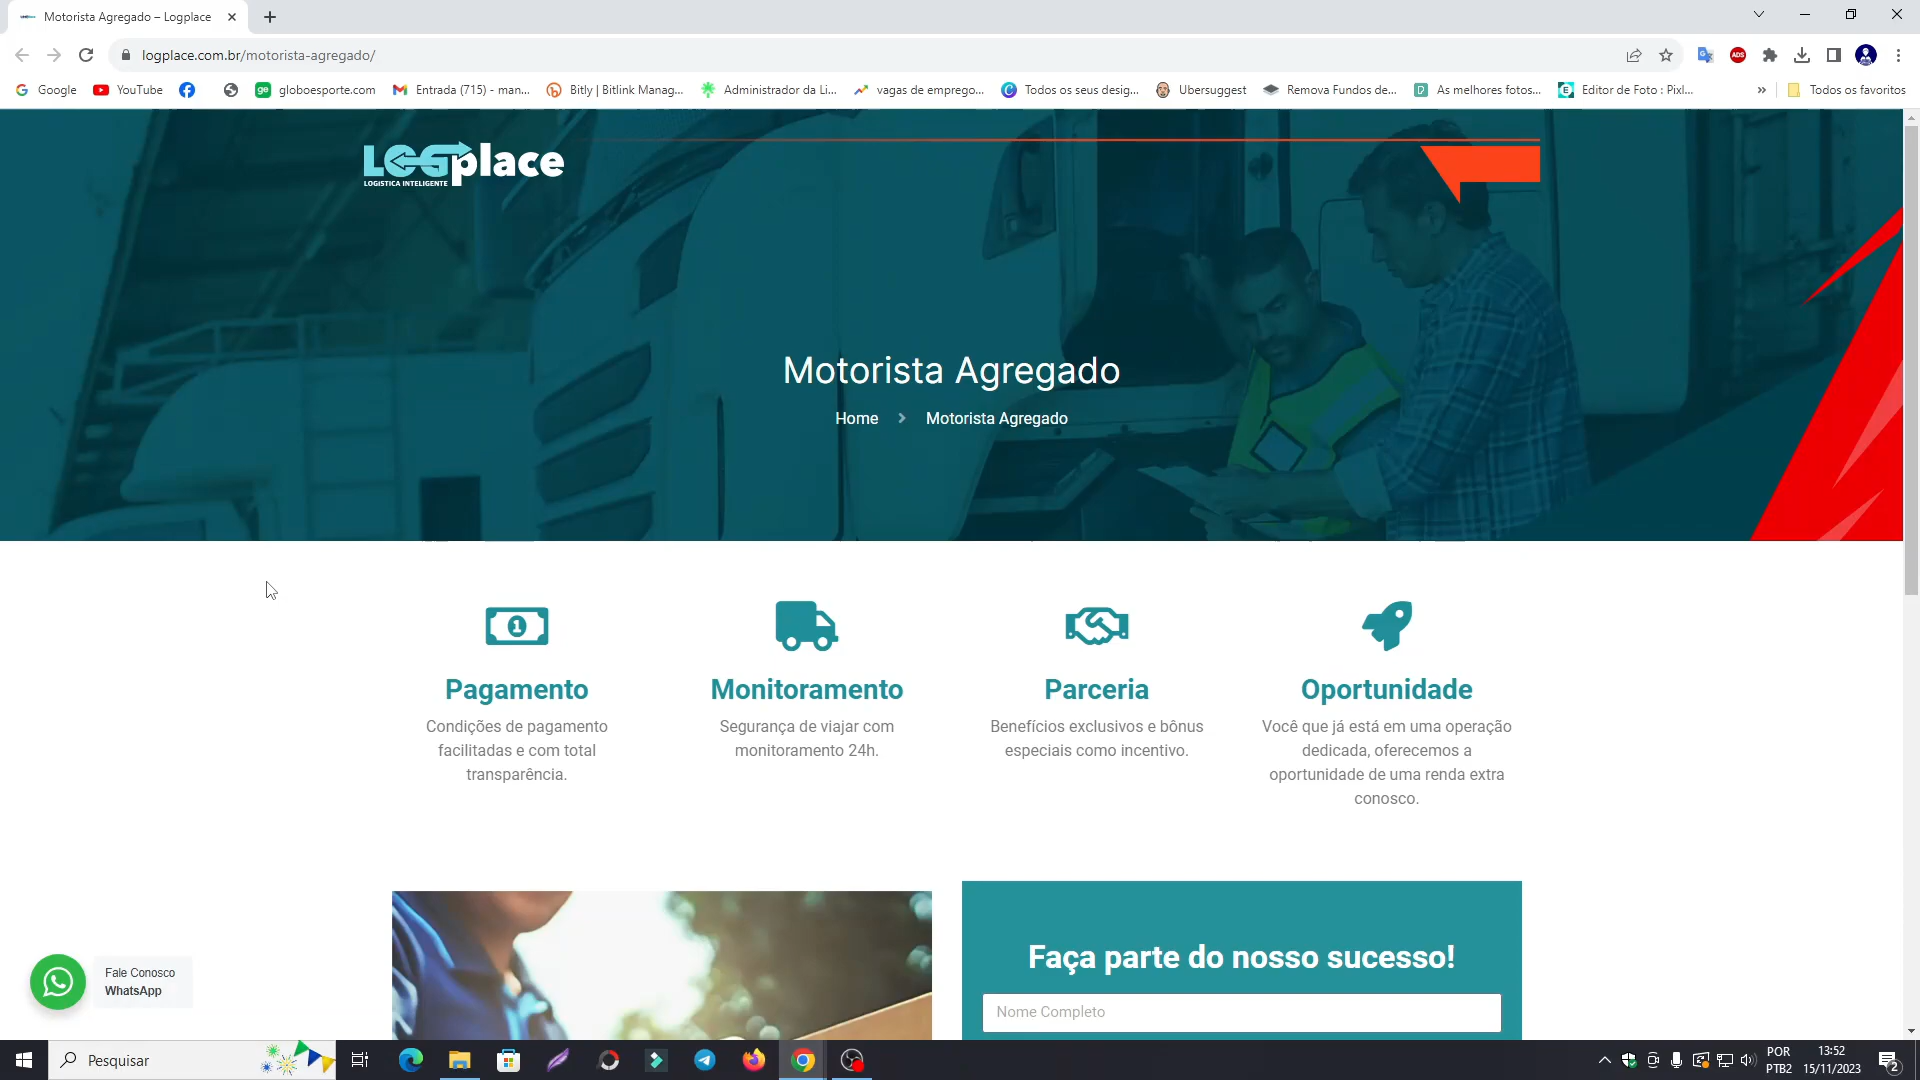 Motorista Agregado – Logplace
logplace.com.br/motorista-agregado/
ADS
Google
YouTube
ge globoesporte.com
Entrada (715) - man...
Bitly | Bitlink Manag...
Administrador da Li...
vagas de emprego...
Todos os seus desig...
Ubersuggest
Remova Fundos de...
As melhores fotos...
Editor de Foto : Pixl...
»
Todos os favoritos
LOGplace
LOGÍSTICA INTELIGENTE
Motorista Agregado
Home
Motorista Agregado
Pagamento
Condições de pagamento
facilitadas e com total
transparência.
Monitoramento
Segurança de viajar com
monitoramento 24h.
Parceria
Benefícios exclusivos e bônus
especiais como incentivo.
Oportunidade
Você que já está em uma operação
dedicada, oferecemos a
oportunidade de uma renda extra
conosco.
Faça parte do nosso sucesso!
Nome Completo
Fale Conosco
WhatsApp
Pesquisar
POR
PTB2
13:52
15/11/2023
2